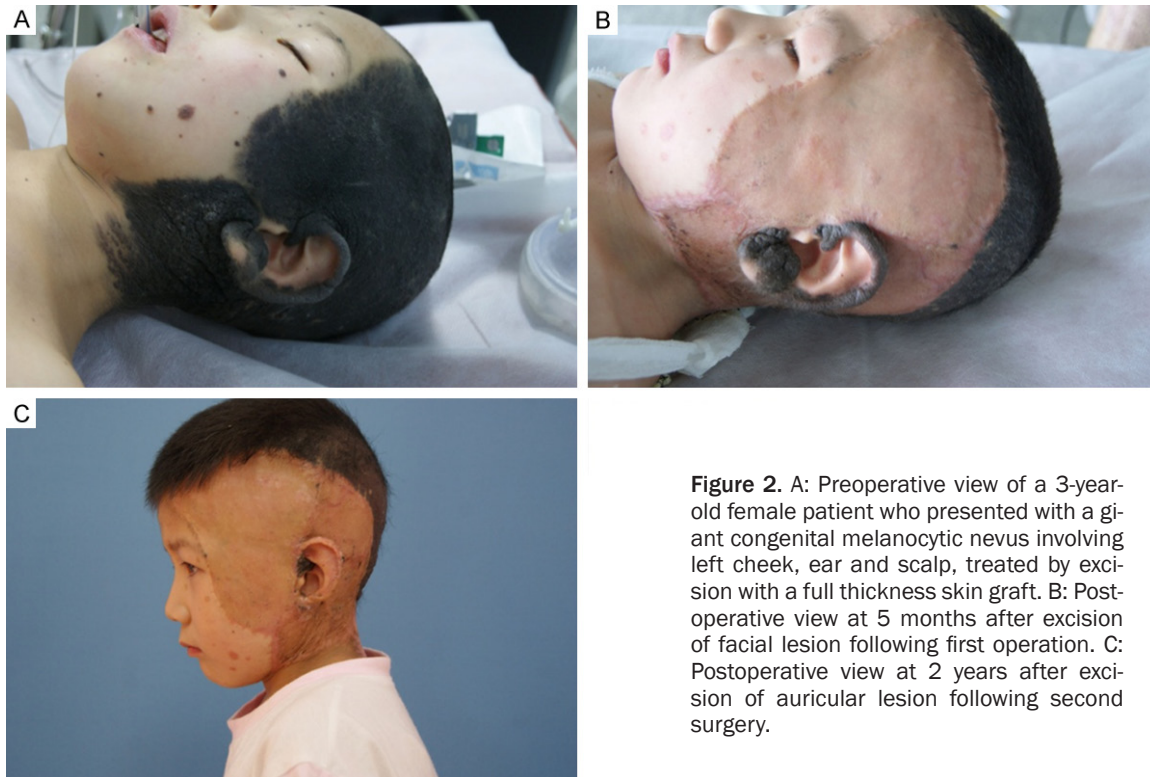 A
B
C
Figure 2. A: Preoperative view of a 3-year-
old female patient who presented with a gi-
ant congenital melanocytic nevus involving
left cheek, ear and scalp, treated by exci-
sion with a full thickness skin graft. B: Post-
operative view at 5 months after excision
of facial lesion following first operation. C:
Postoperative view at 2 years after exci-
sion of auricular lesion following second
surgery.